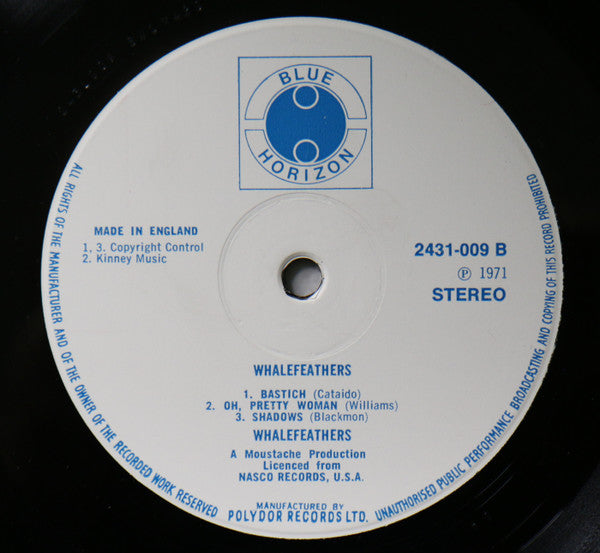 BLUE
HORIZON
MADE IN ENGLAND
1. 3. Copyright Control
2. Kinney Music
2431-009 B
℗ 1971
STEREO
WHALEFEATHERS
1. BASTICH (Cataido)
2. OH, PRETTY WOMAN (Williams)
3. SHADOWS (Blackmon)
WHALEFEATHERS
A Moustache Production
Licenced from
NASCO RECORDS, U.S.A.
MANUFACTURED BY
POLYDOR RECORDS LTD.
ALL RIGHTS OF THE MANUFACTURER AND OF THE OWNER OF THE RECORDED WORK RESERVED
UNAUTHORISED PUBLIC PERFORMANCE BROADCASTING AND COPYING OF THIS RECORD PROHIBITED